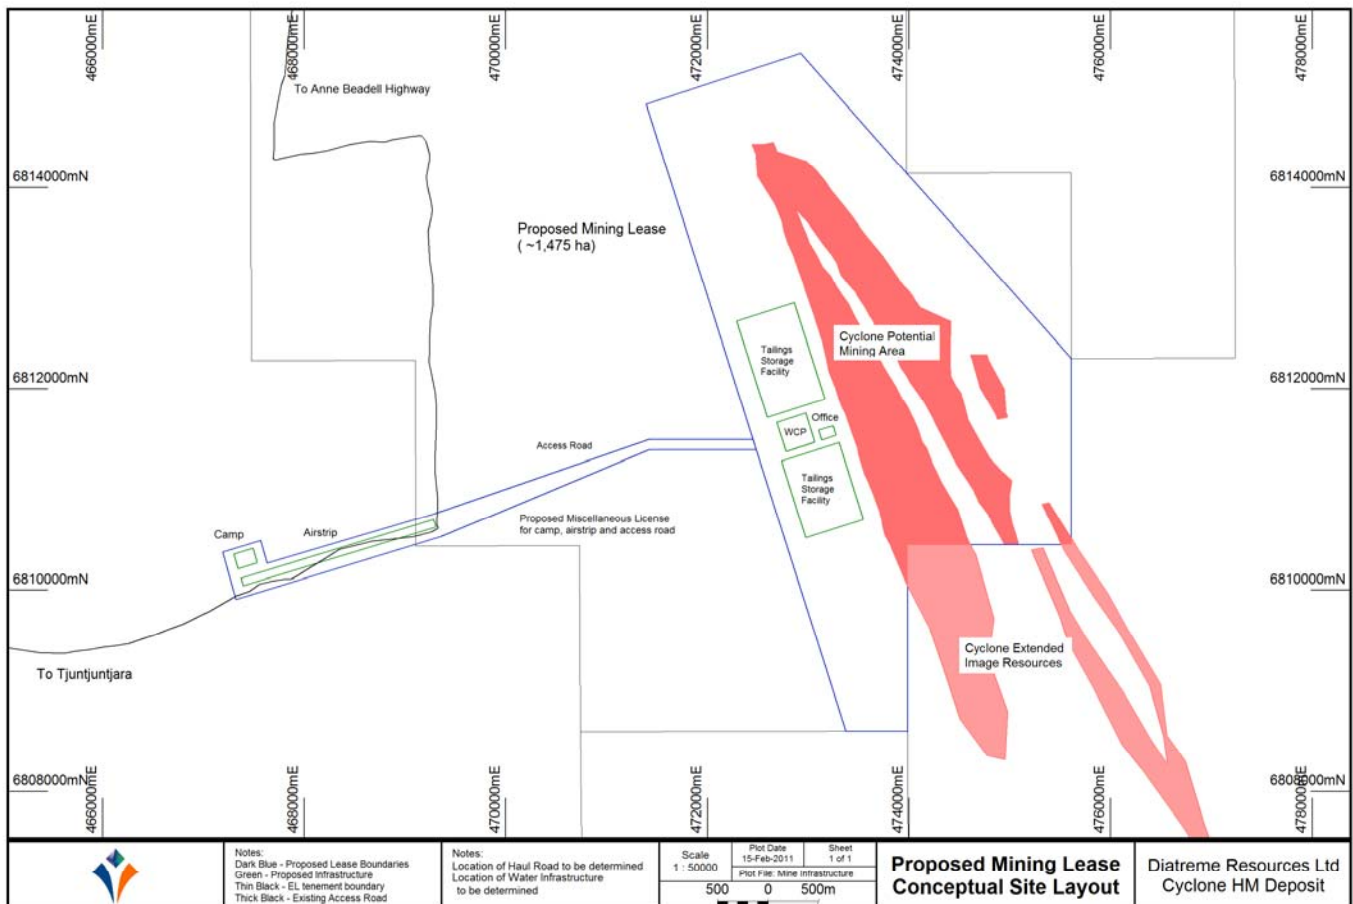 466000mE
468000mE
470000mE
472000mE
474000mE
476000mE
478000mE
To Anne Beadell Highway
6814000mN
6814000mN
Proposed Mining Lease
( ~1,475 ha)
Cyclone Potential
Mining Area
Tailings
Storage
Facility
6812000mN
6812000mN
Office
WCP
Access Road
Tailings
Storage
Facility
Proposed Miscellaneous License
for camp, airstrip and access road
Camp
Airstrip
6810000mN
6810000mN
Cyclone Extended
Image Resources
To Tjuntjuntjara
6808000mN
6808000mN
466000mE
468000mE
470000mE
472000mE
474000mE
476000mE
478000mE
Notes:
Dark Blue - Proposed Lease Boundaries
Green - Proposed Infrastructure
Thin Black - EL tenement boundary
Thick Black - Existing Access Road
Notes:
Location of Haul Road to be determined
Location of Water Infrastructure
to be determined
Scale
1 : 50000
Plot Date
15-Feb-2011
Sheet
1 of 1
Plot File: Mine Infrastructure
500 0 500m
Proposed Mining Lease
Conceptual Site Layout
Diatreme Resources Ltd
Cyclone HM Deposit